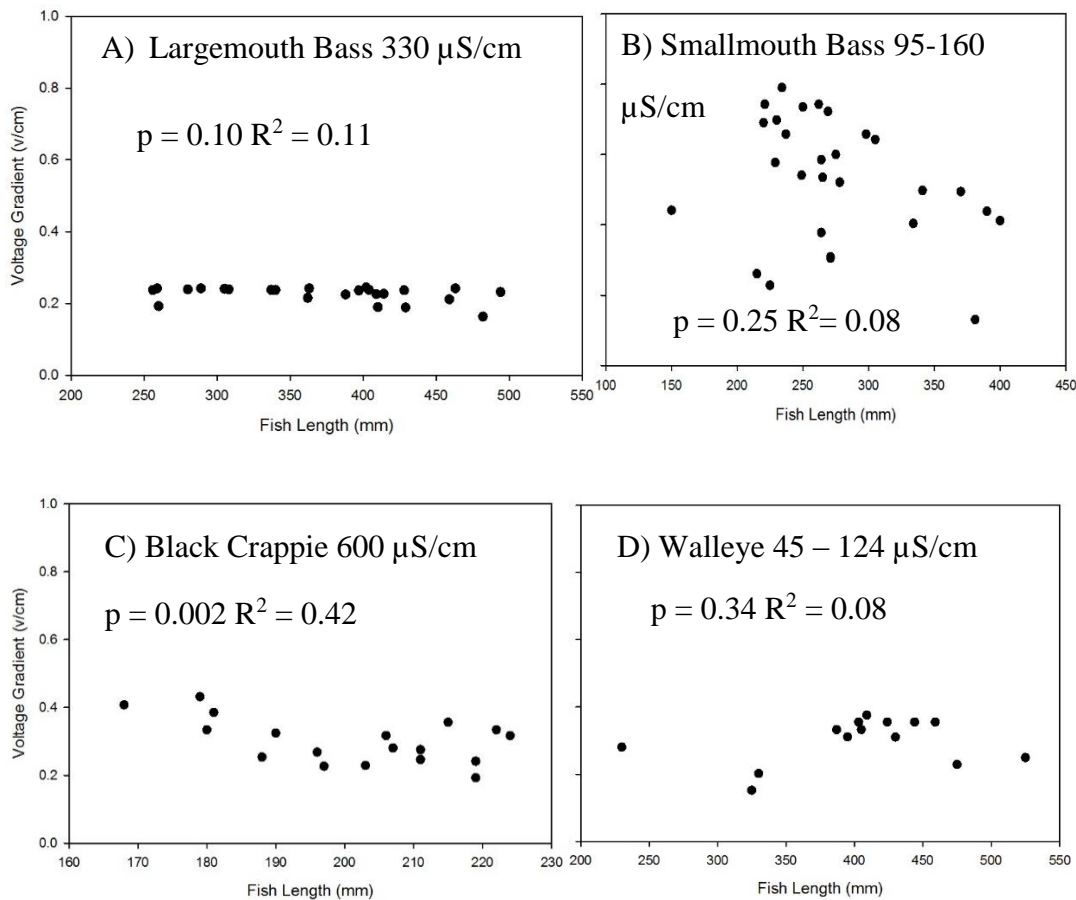 A) Largemouth Bass 330 µS/cm
p = 0.10 R² = 0.11
Voltage Gradient (v/cm)
1.0
0.8
0.6
0.4
0.2
0.0
200 250 300 350 400 450 500 550
Fish Length (mm)
B) Smallmouth Bass 95-160
µS/cm
p = 0.25 R²= 0.08
100 150 200 250 300 350 400 450
Fish Length (mm)
C) Black Crappie 600 µS/cm
p = 0.002 R² = 0.42
Voltage Gradient (v/cm)
1.0
0.8
0.6
0.4
0.2
0.0
160 170 180 190 200 210 220 230
Fish Length (mm)
D) Walleye 45 – 124 µS/cm
p = 0.34 R² = 0.08
200 250 300 350 400 450 500 550
Fish Length (mm)